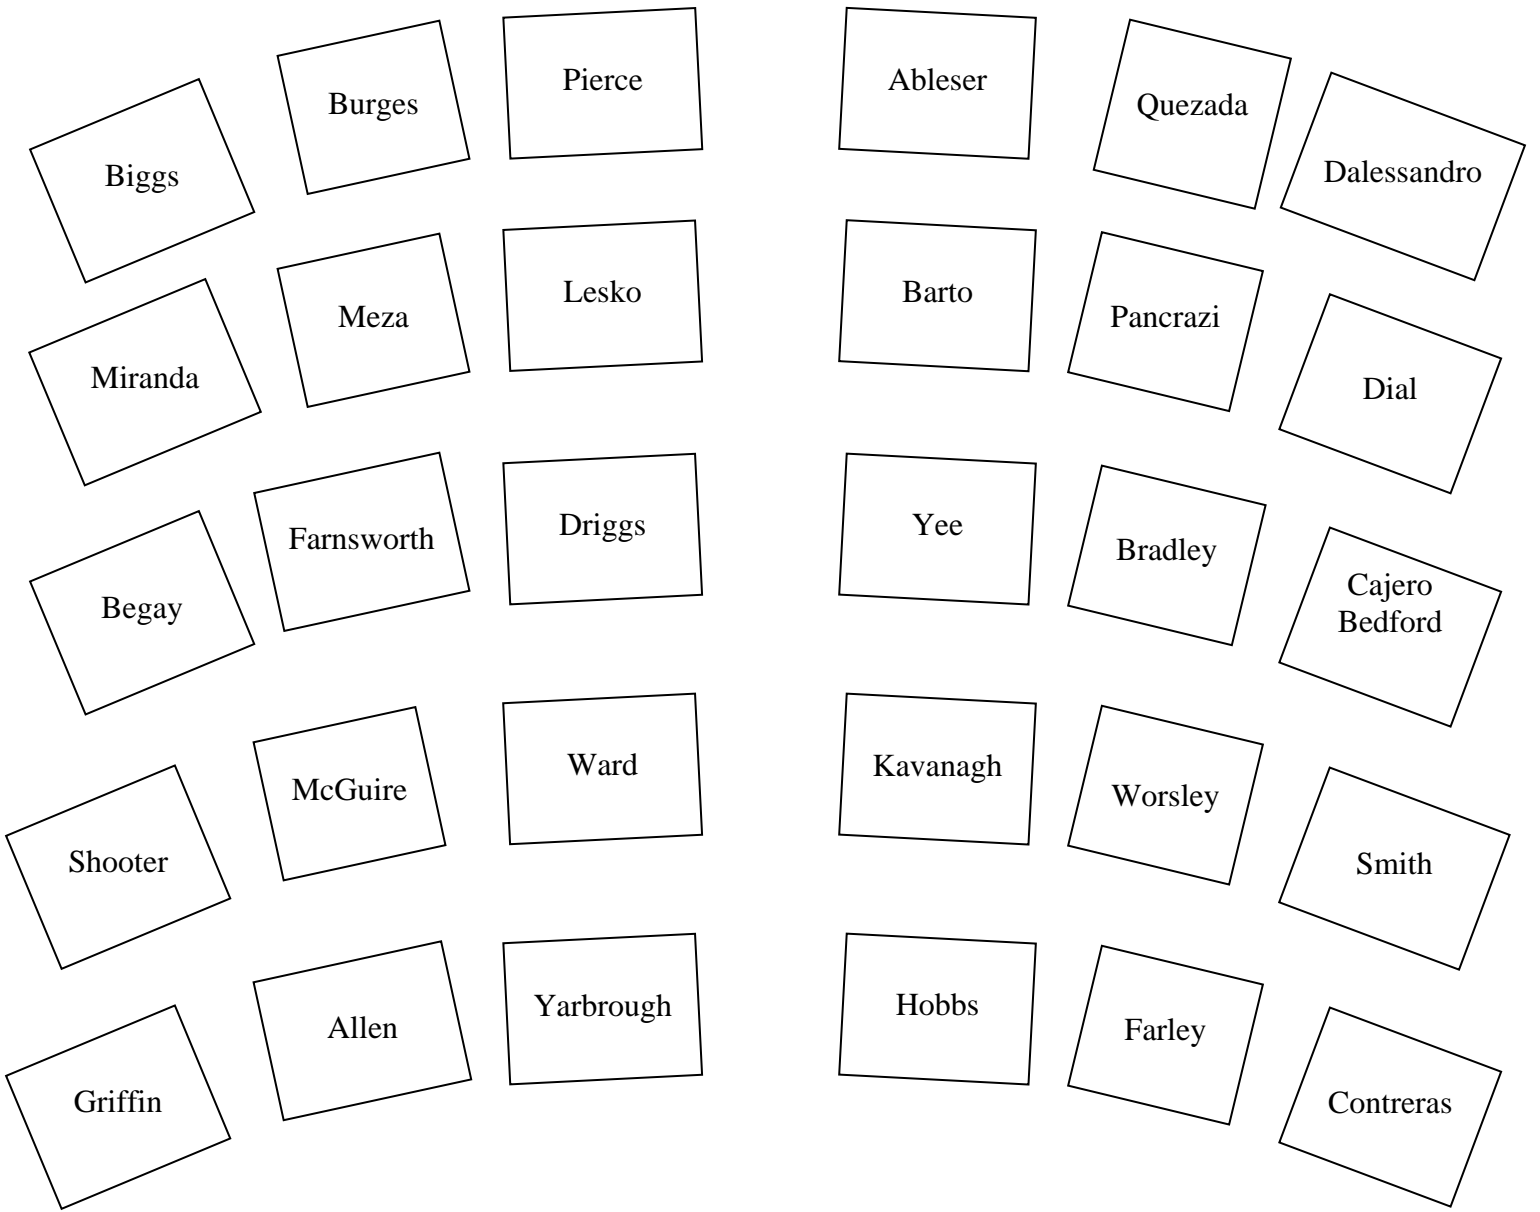 Biggs
Burges
Pierce
Ableser
Quezada
Dalessandro
Miranda
Meza
Lesko
Barto
Pancrazi
Dial
Begay
Farnsworth
Driggs
Yee
Bradley
Cajero
Bedford
Shooter
McGuire
Ward
Kavanagh
Worsley
Smith
Griffin
Allen
Yarbrough
Hobbs
Farley
Contreras